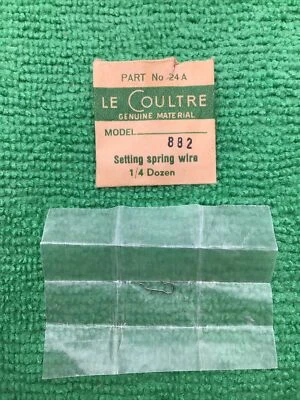 PART No 24A
LE COULTRE
GENUINE MATERIAL
MODEL 882
Setting spring wire
1/4 Dozen